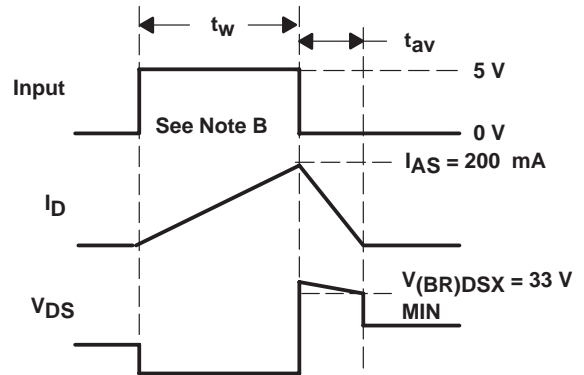 tw
tav
Input
5 V
See Note B
0 V
IAS = 200 mA
ID
V(BR)DSX = 33 V
MIN
VDS